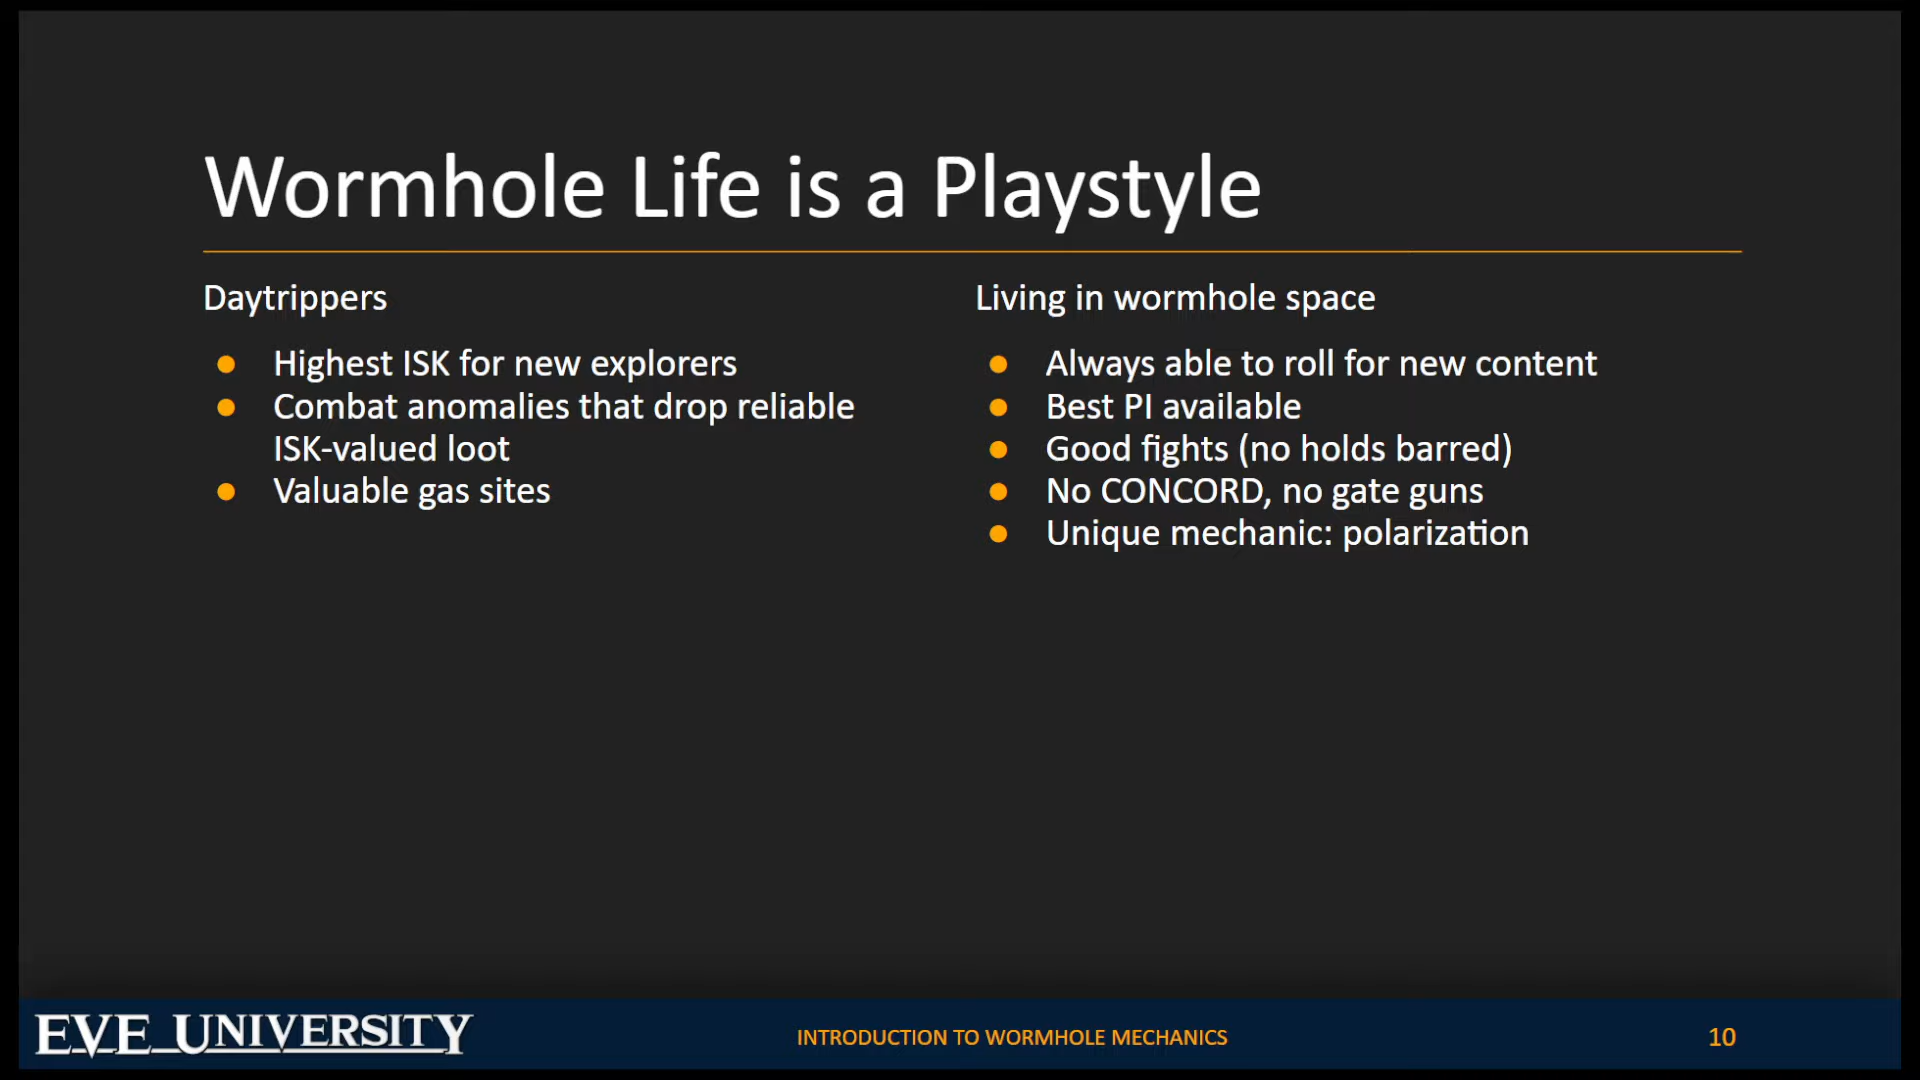 Wormhole Life is a Playstyle
Daytrippers
● Highest ISK for new explorers
● Combat anomalies that drop reliable
ISK-valued loot
● Valuable gas sites
Living in wormhole space
● Always able to roll for new content
● Best PI available
● Good fights (no holds barred)
● No CONCORD, no gate guns
● Unique mechanic: polarization
EVE UNIVERSITY
INTRODUCTION TO WORMHOLE MECHANICS
10